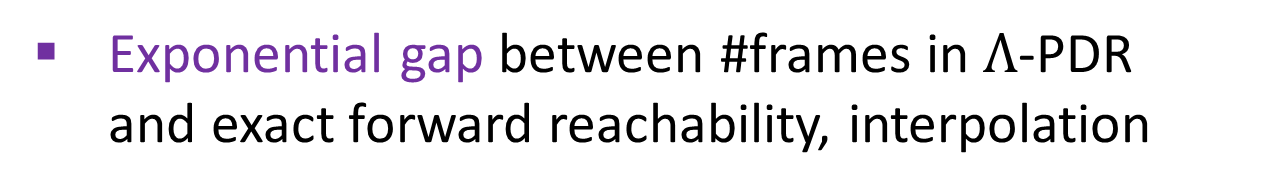 ▪ Exponential gap between #frames in Λ-PDR
and exact forward reachability, interpolation